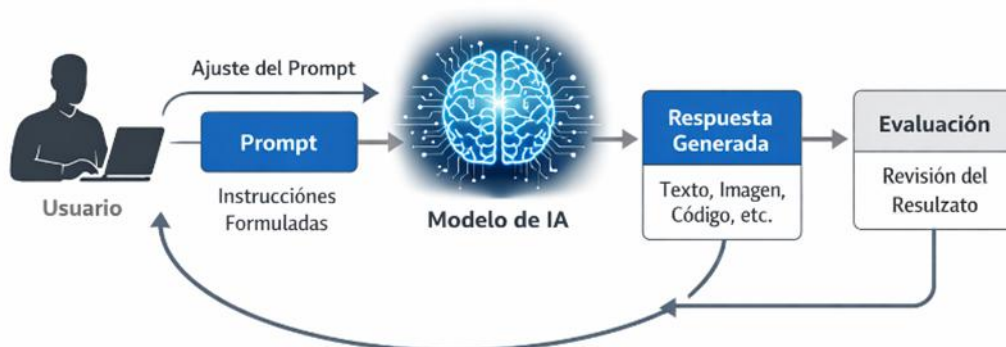 Ajuste del Prompt
Prompt
Instrucciónes
Formuladas
Usuario
Modelo de IA
Respuesta
Generada
Texto, Imagen,
Código, etc.
Evaluación
Revisión del
Resulzato